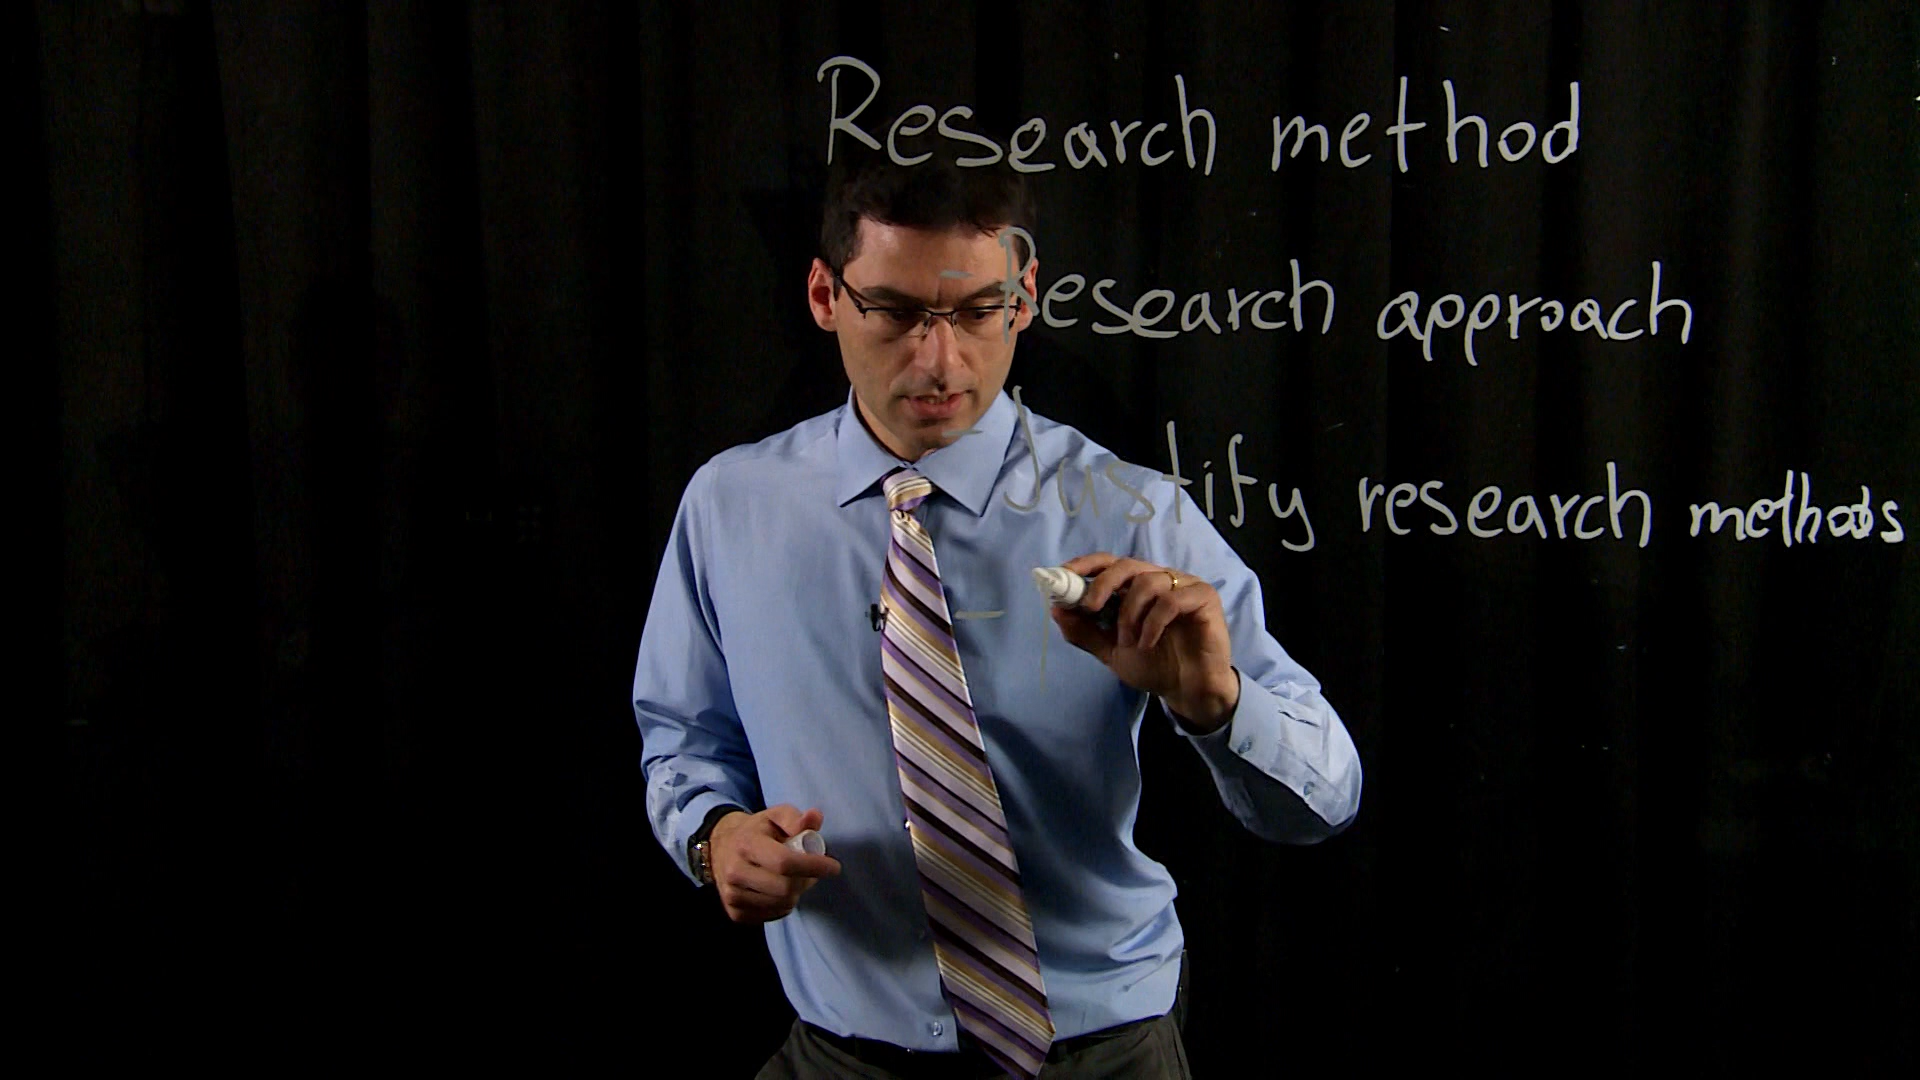 Research method
- Research approach
- Justify research methods
-